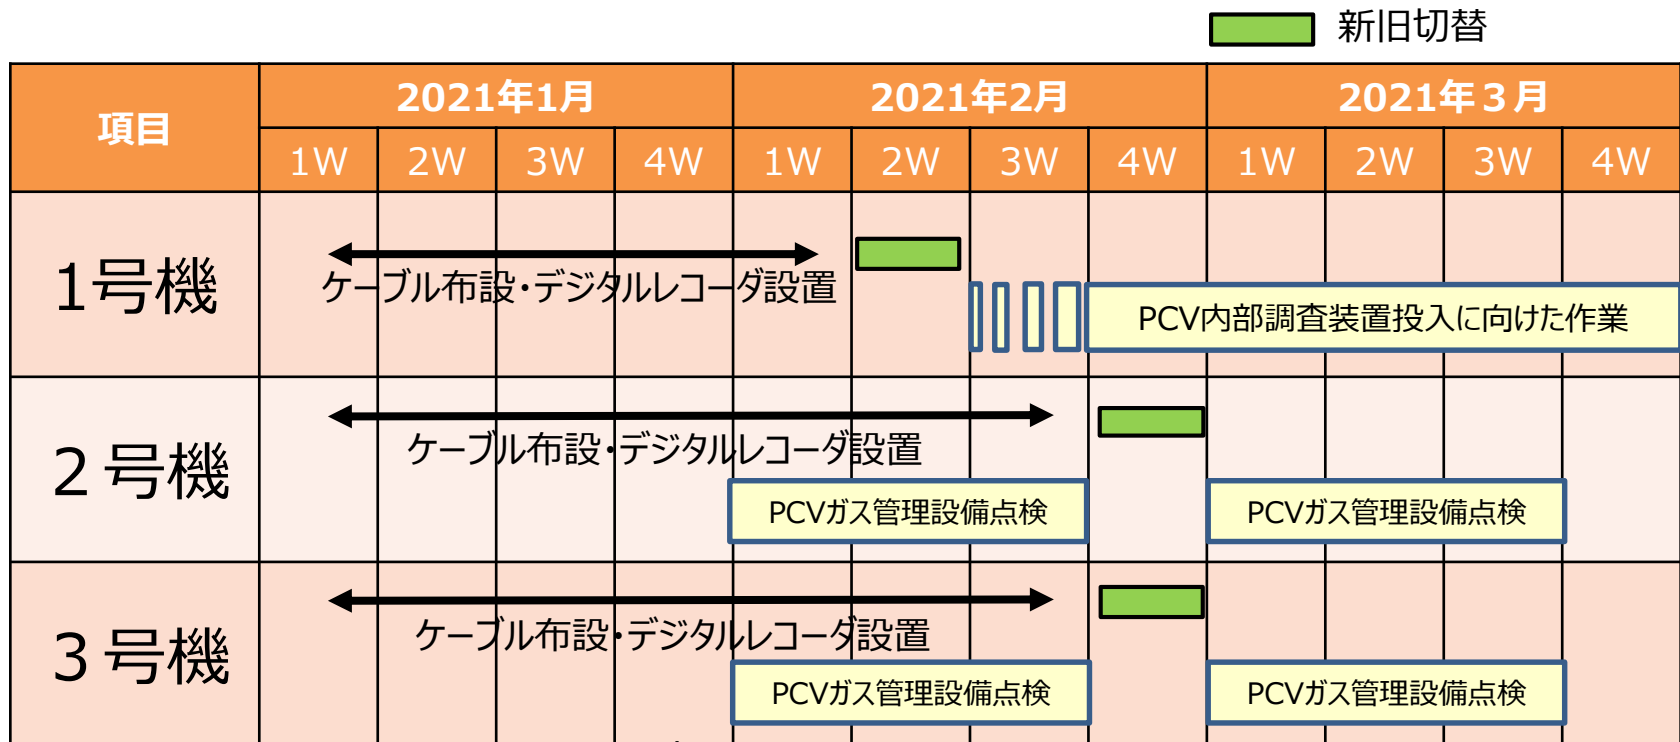 新旧切替
項目
2021年1月
2021年2月
2021年３月
1W
2W
3W
4W
1W
2W
3W
4W
1W
2W
3W
4W
1号機
ケーブル布設・デジタルレコーダ設置
PCV内部調査装置投入に向けた作業
２号機
ケーブル布設・デジタルレコーダ設置
PCVガス管理設備点検
PCVガス管理設備点検
３号機
ケーブル布設・デジタルレコーダ設置
PCVガス管理設備点検
PCVガス管理設備点検